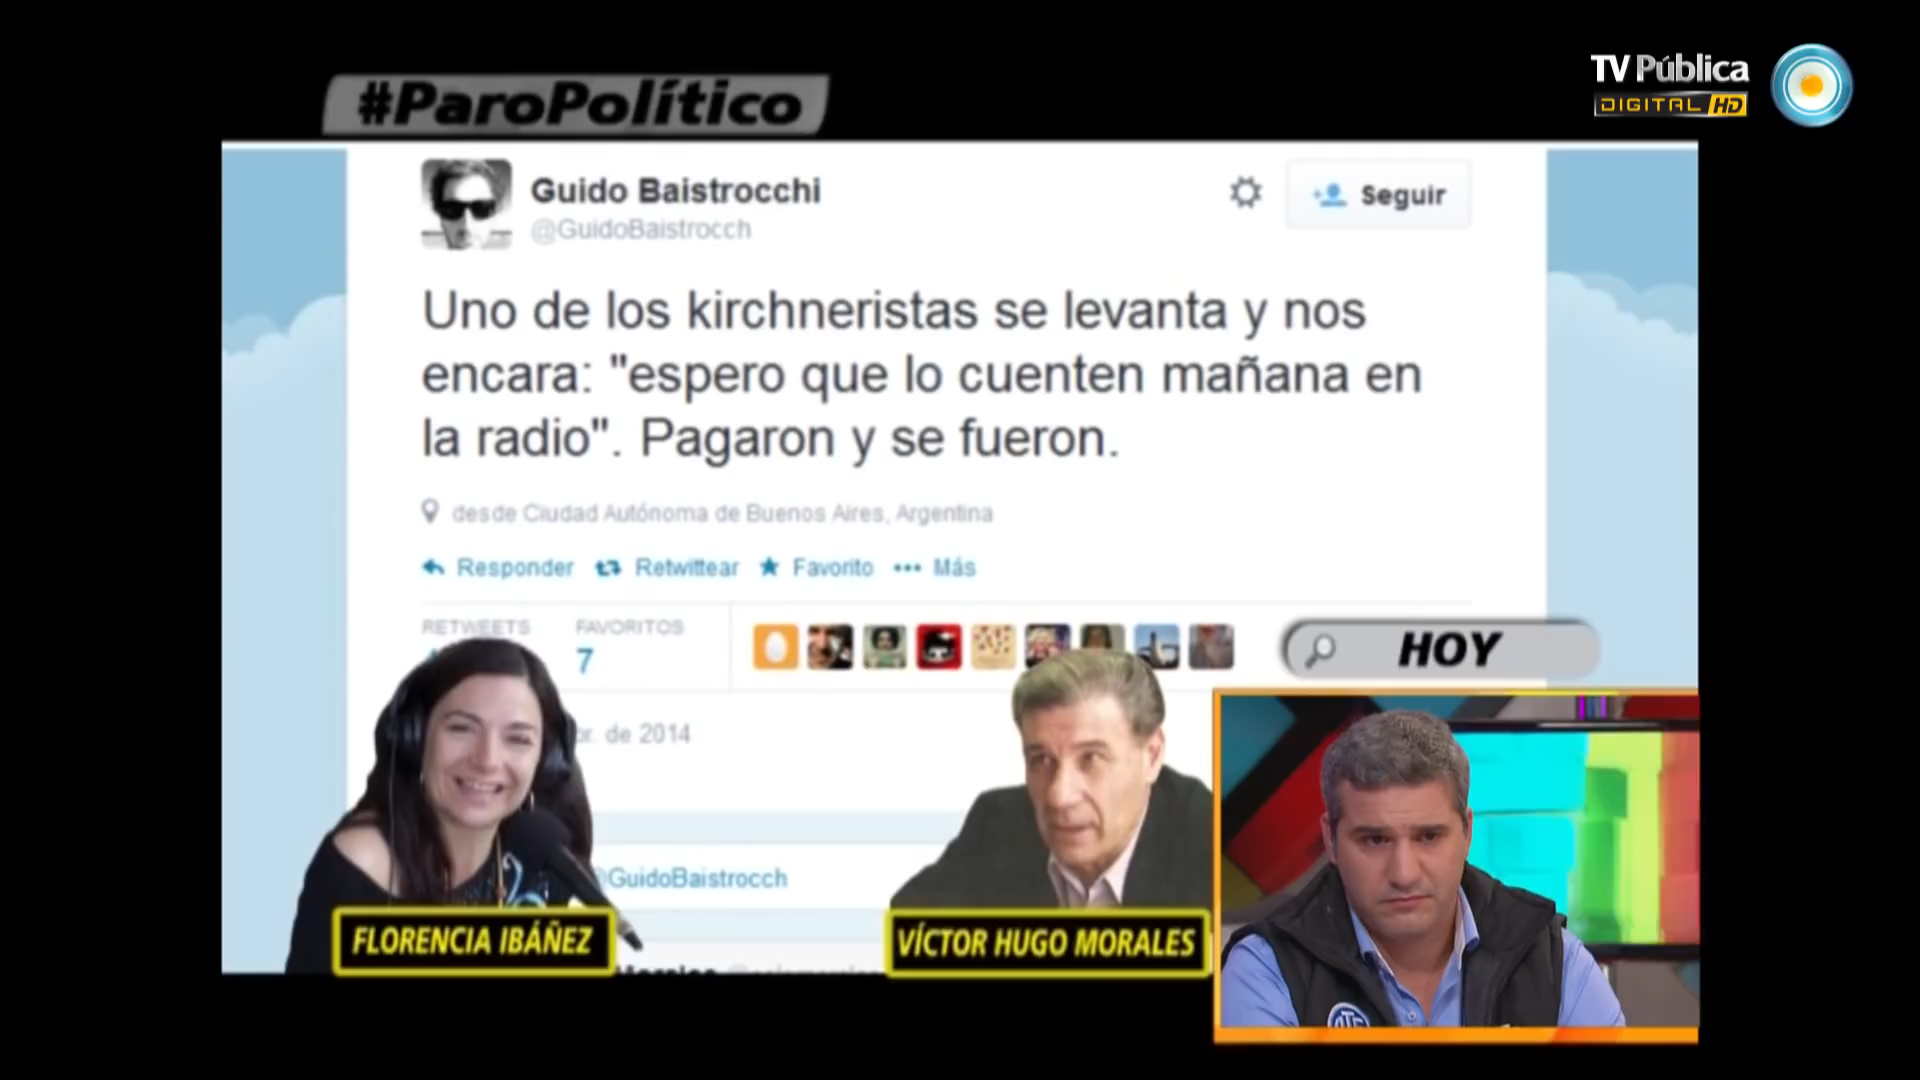 TV Pública
DIGITAL HD
#ParoPolítico
Guido Baistrocchi
@GuidoBaistrocch
Seguir
Uno de los kirchneristas se levanta y nos
encara: "espero que lo cuenten mañana en
la radio". Pagaron y se fueron.
desde Ciudad Autónoma de Buenos Aires, Argentina
Responder Retwittear Favorito Más
RETWEETS FAVORITOS
7
HOY
de 2014
@GuidoBaistrocch
FLORENCIA IBÁÑEZ
VÍCTOR HUGO MORALES
ATE